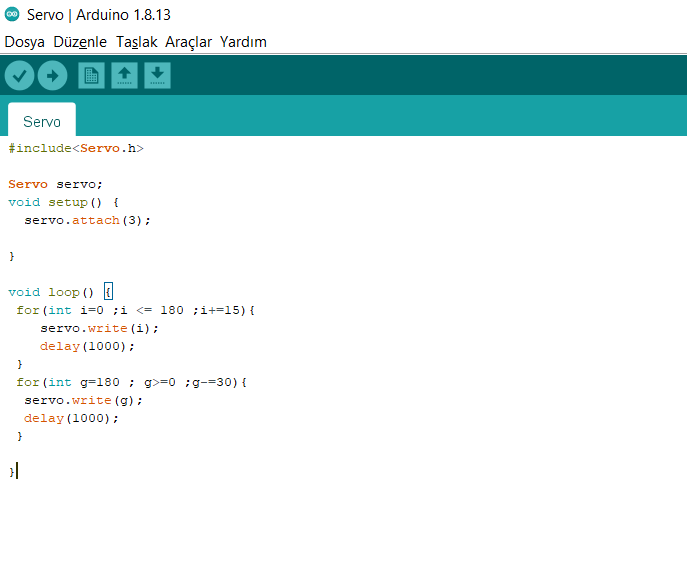 Servo | Arduino 1.8.13
Dosya Düzenle Taslak Araçlar Yardım
Servo
#include<Servo.h>
Servo servo;
void setup() {
servo.attach(3);
}
void loop() {
for(int i=0 ;i <= 180 ;i+=15){
servo.write(i);
delay(1000);
}
for(int g=180 ; g>=0 ;g-=30){
servo.write(g);
delay(1000);
}
}